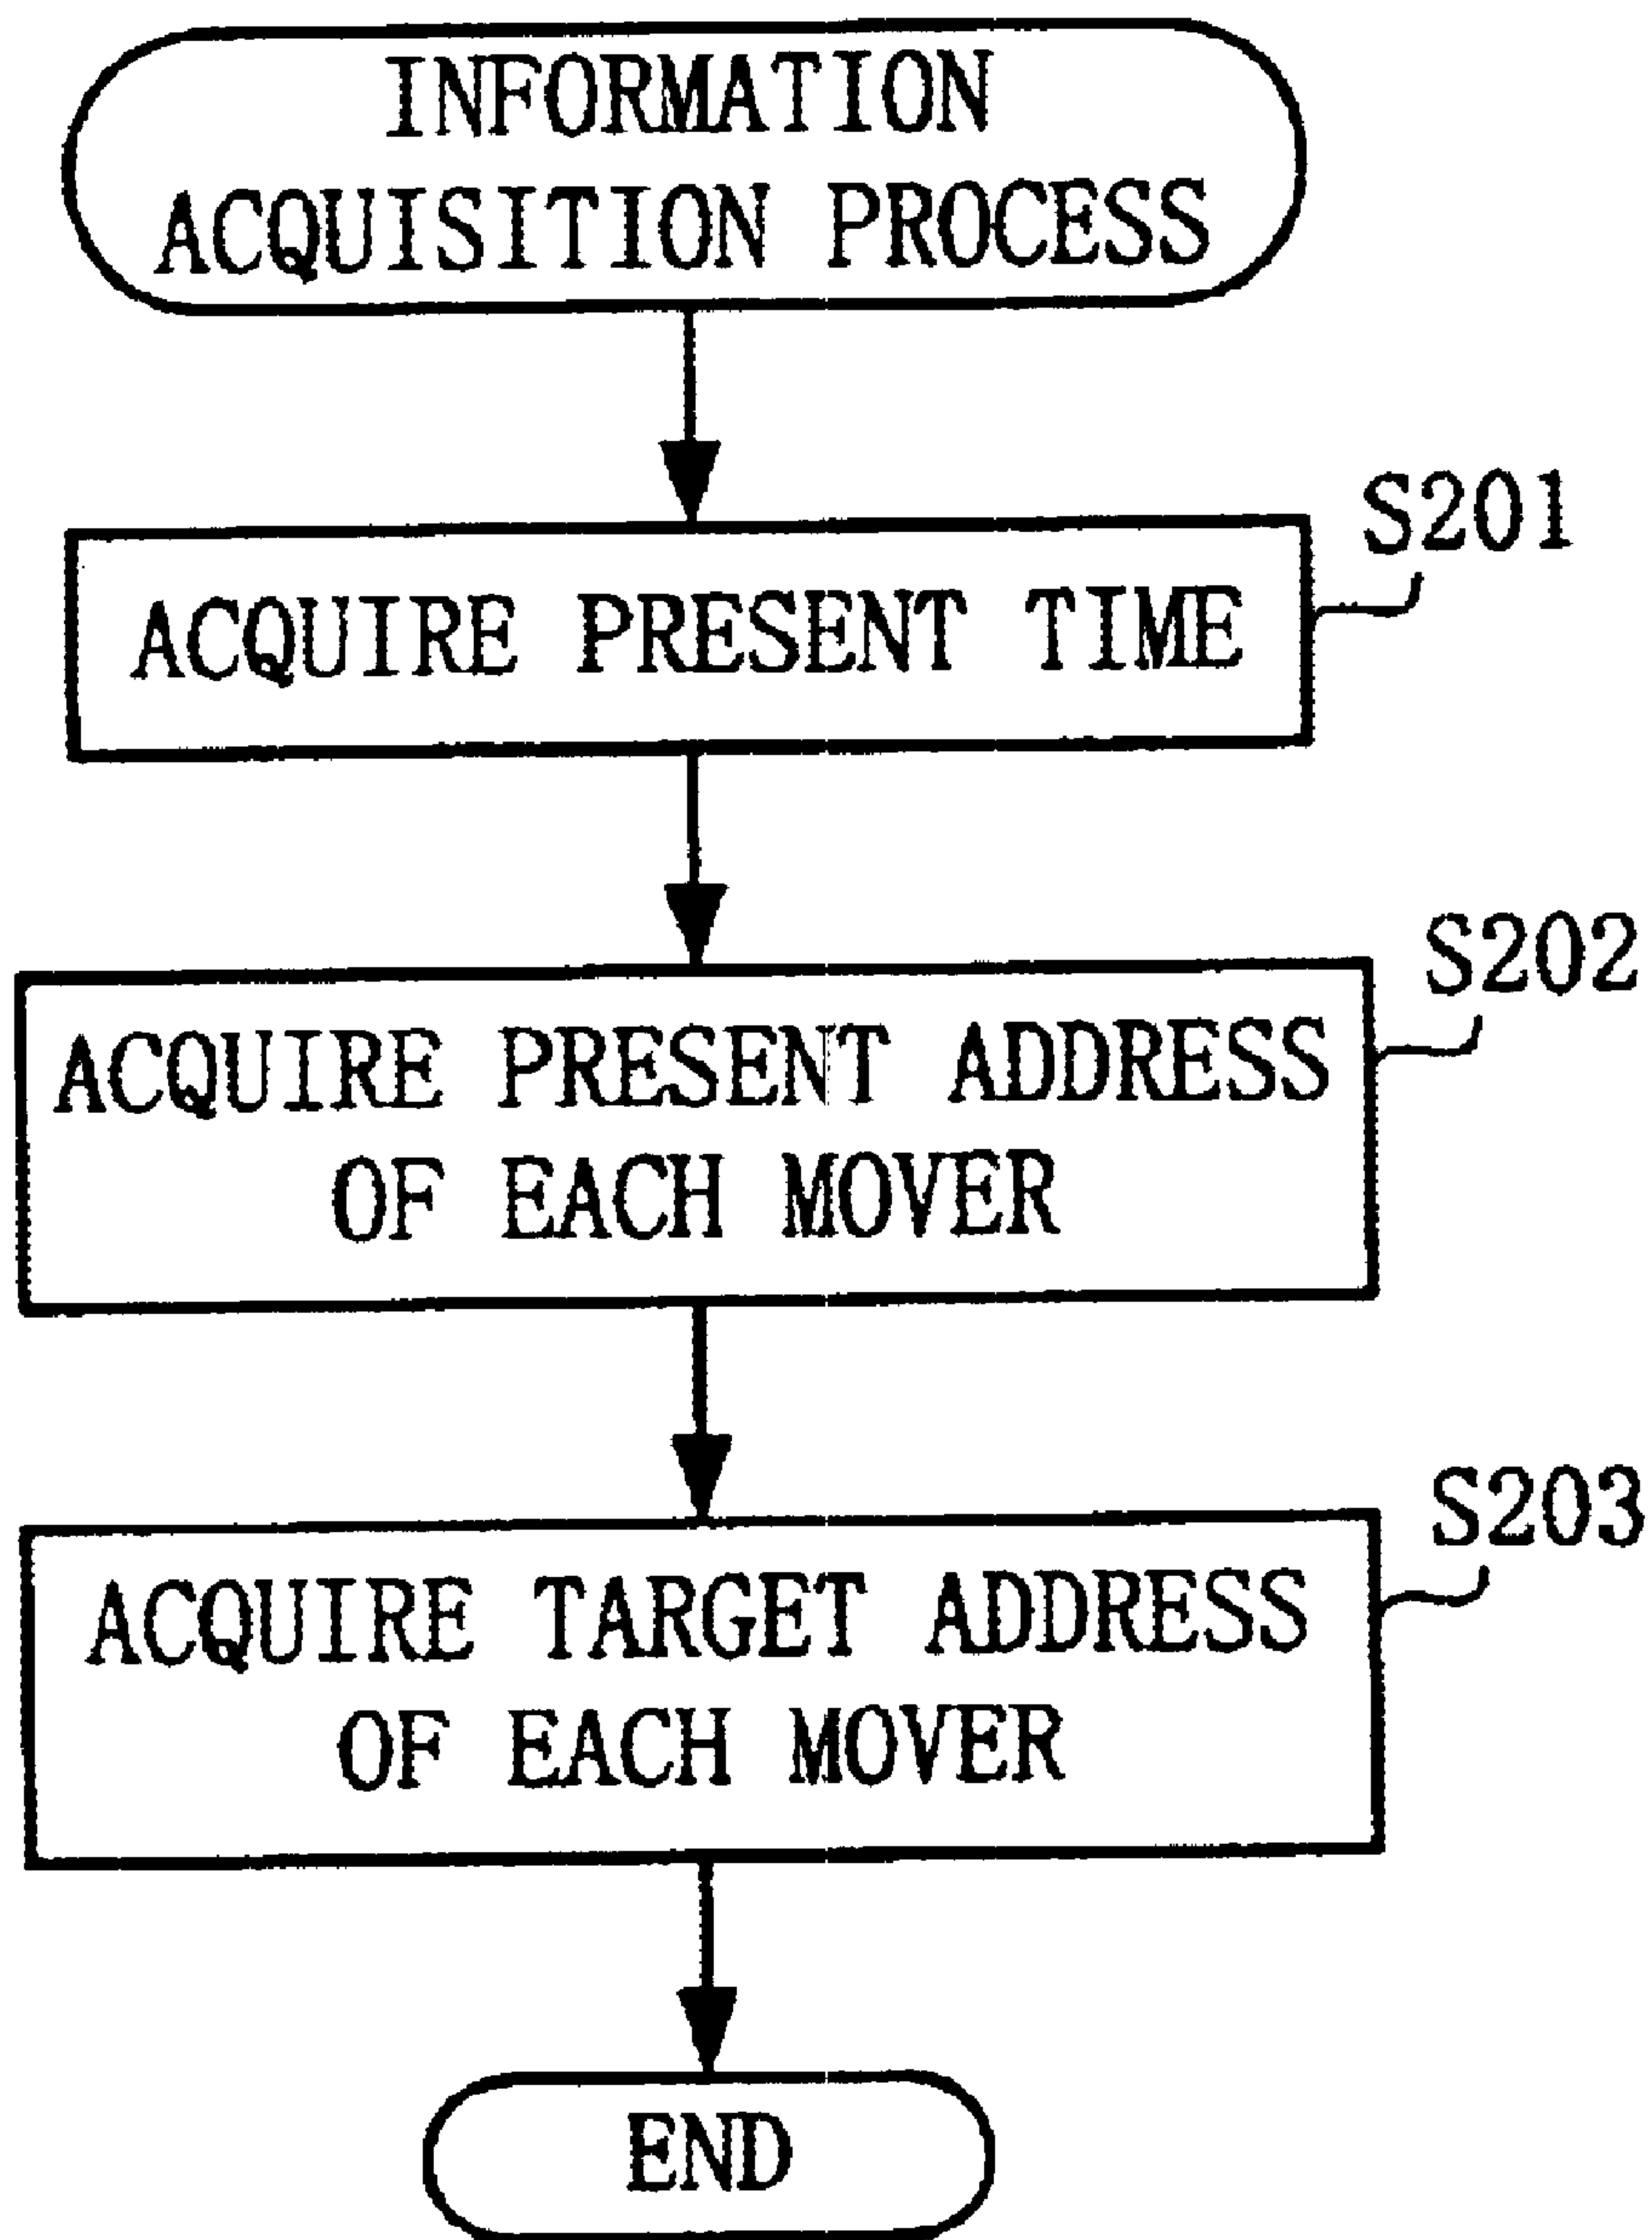 INFORMATION
ACQUISITION PROCESS
S201
ACQUIRE PRESENT TIME
S202
ACQUIRE PRESENT ADDRESS
OF EACH MOVER
S203
ACQUIRE TARGET ADDRESS
OF EACH MOVER
END